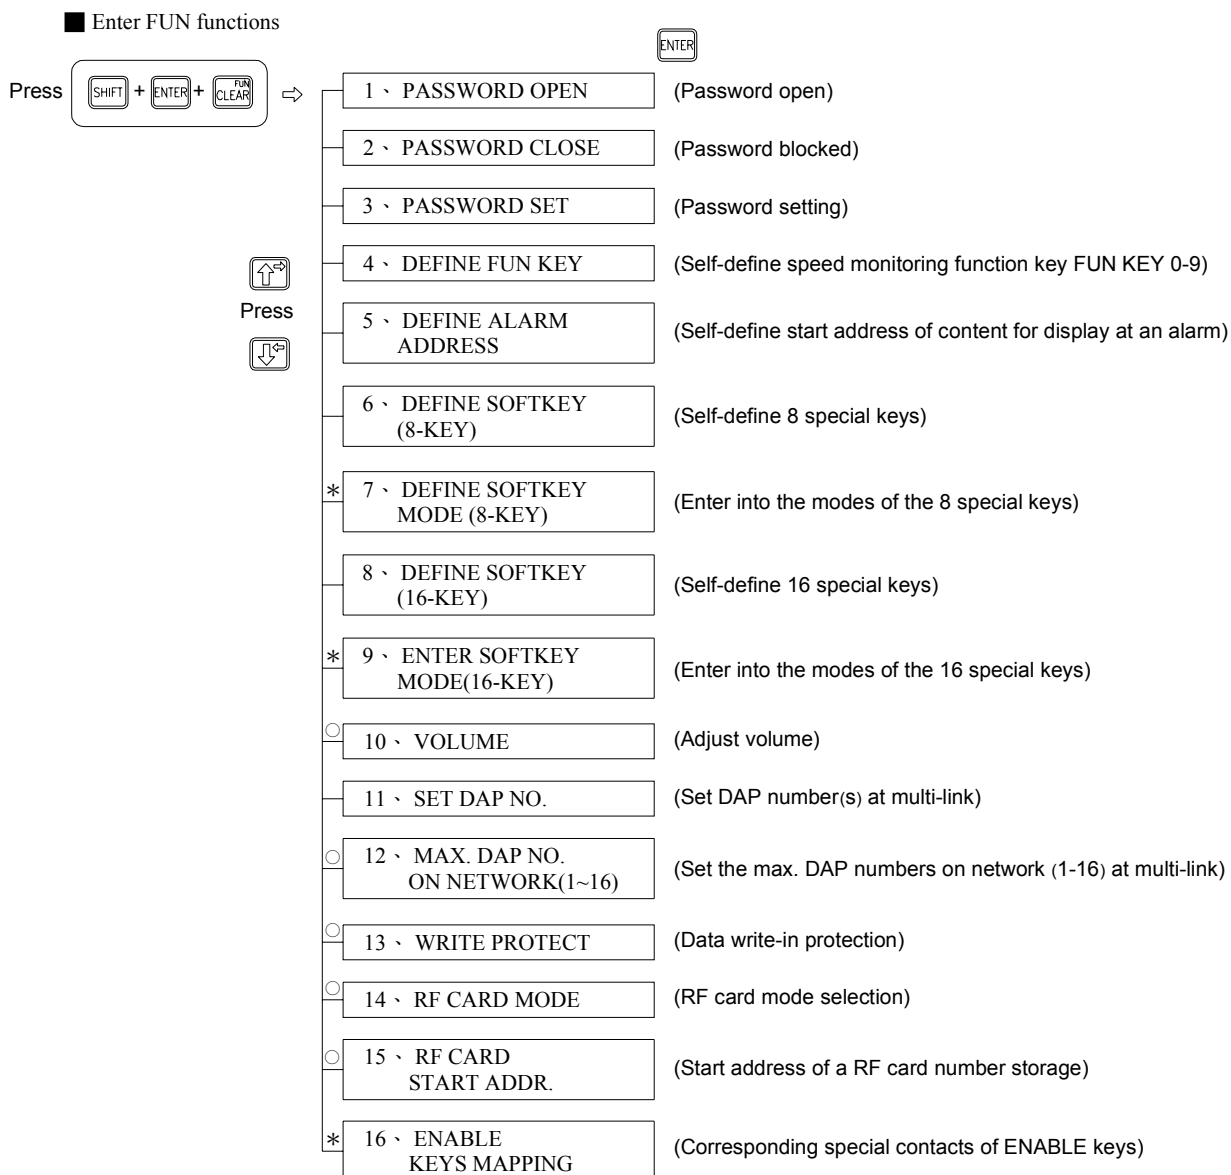 ■ Enter FUN functions
ENTER
Press SHIFT + ENTER + FUN CLEAR ⇨
1、PASSWORD OPEN (Password open)
2、PASSWORD CLOSE (Password blocked)
3、PASSWORD SET (Password setting)
4、DEFINE FUN KEY (Self-define speed monitoring function key FUN KEY 0-9)
Press
5、DEFINE ALARM
ADDRESS (Self-define start address of content for display at an alarm)
6、DEFINE SOFTKEY
(8-KEY) (Self-define 8 special keys)
* 7、DEFINE SOFTKEY
MODE (8-KEY) (Enter into the modes of the 8 special keys)
8、DEFINE SOFTKEY
(16-KEY) (Self-define 16 special keys)
* 9、ENTER SOFTKEY
MODE(16-KEY) (Enter into the modes of the 16 special keys)
○ 10、VOLUME (Adjust volume)
11、SET DAP NO. (Set DAP number(s) at multi-link)
○ 12、MAX. DAP NO.
ON NETWORK(1~16) (Set the max. DAP numbers on network (1-16) at multi-link)
○ 13、WRITE PROTECT (Data write-in protection)
○ 14、RF CARD MODE (RF card mode selection)
○ 15、RF CARD
START ADDR. (Start address of a RF card number storage)
* 16、ENABLE
KEYS MAPPING (Corresponding special contacts of ENABLE keys)